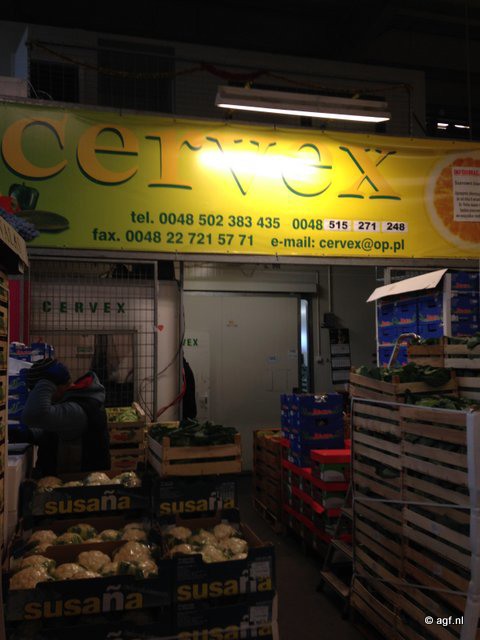 cervex
tel. 0048 502 383 435 0048 515 271 248
fax. 0048 22 721 57 71 e-mail: cervex@op.pl
CERVEX
VEX
susaña
susaña
susaña
susaña
© agf.nl